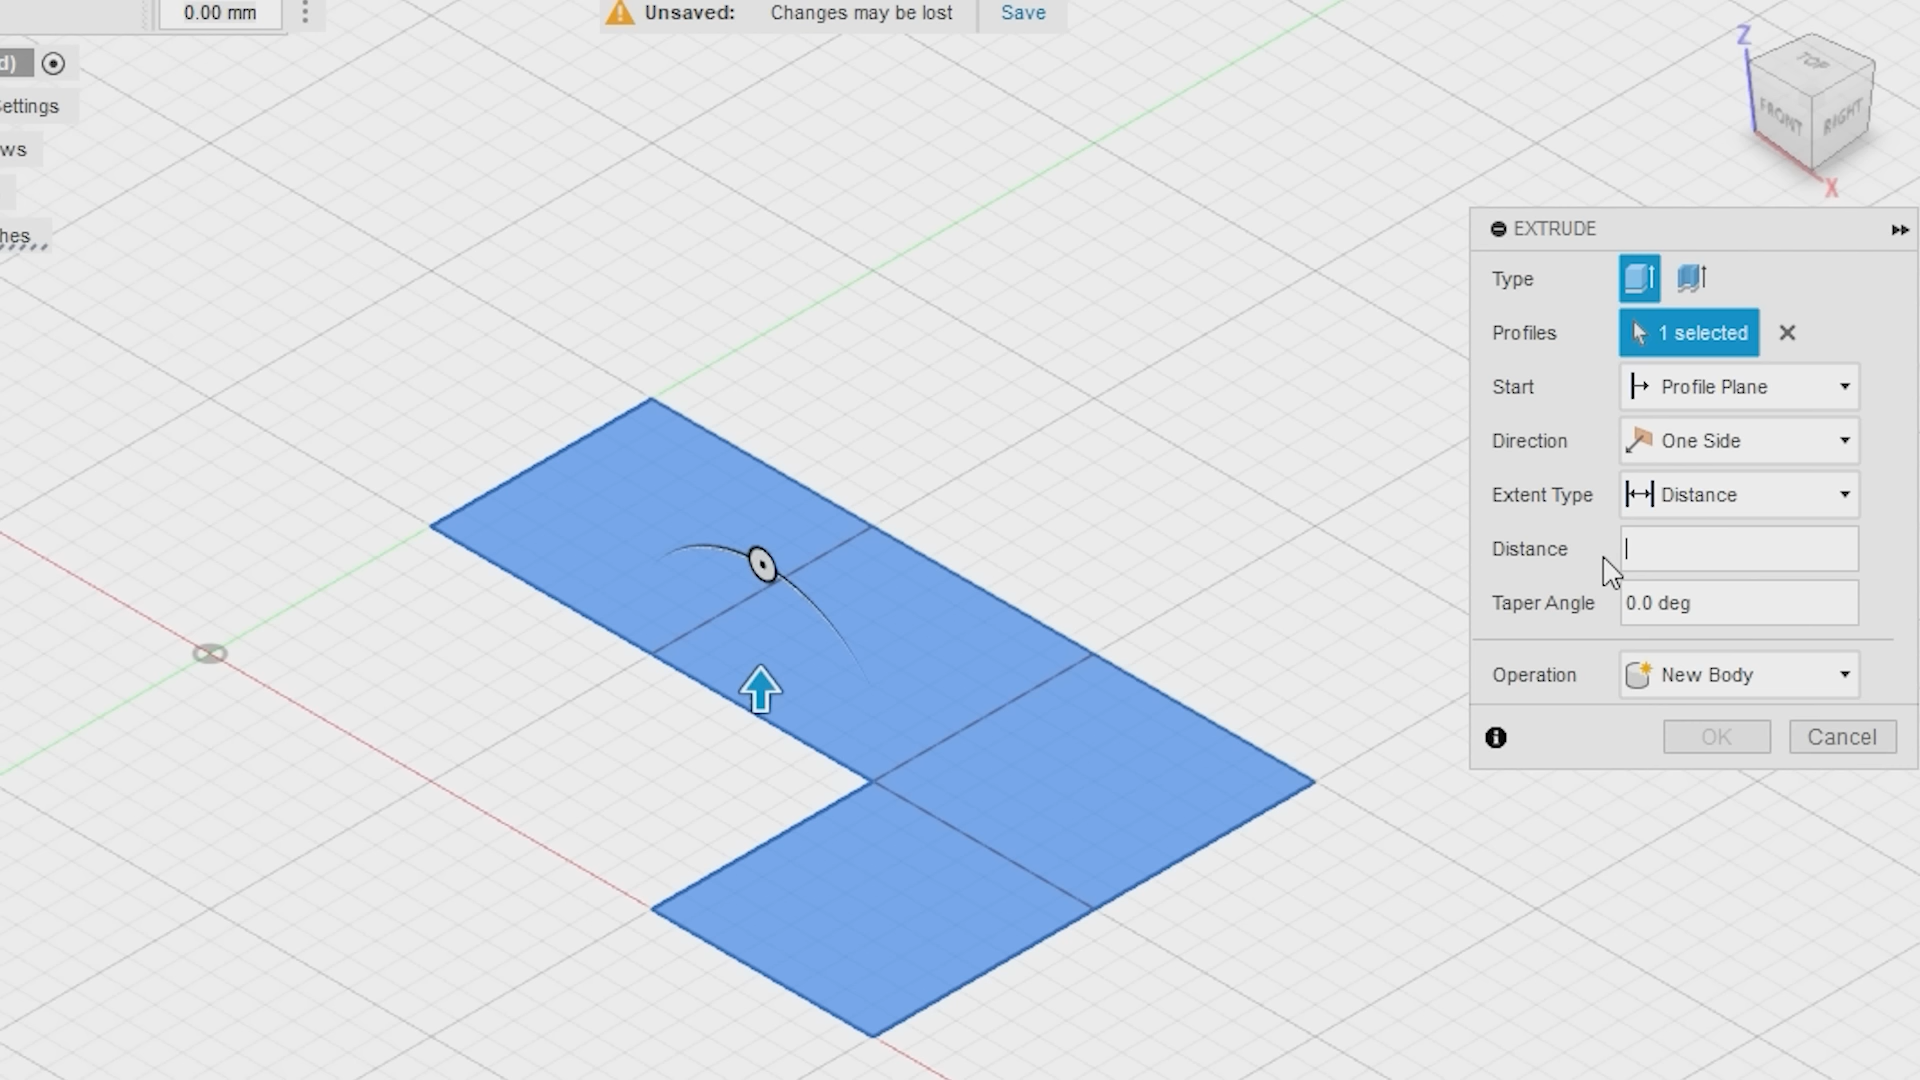 0.00 mm
Unsaved: Changes may be lost Save
d)
ettings
ws
hes
Z
TOP
FRONT
RIGHT
X
EXTRUDE
Type
Profiles 1 selected
Start Profile Plane
Direction One Side
Extent Type Distance
Distance
Taper Angle 0.0 deg
Operation New Body
OK Cancel